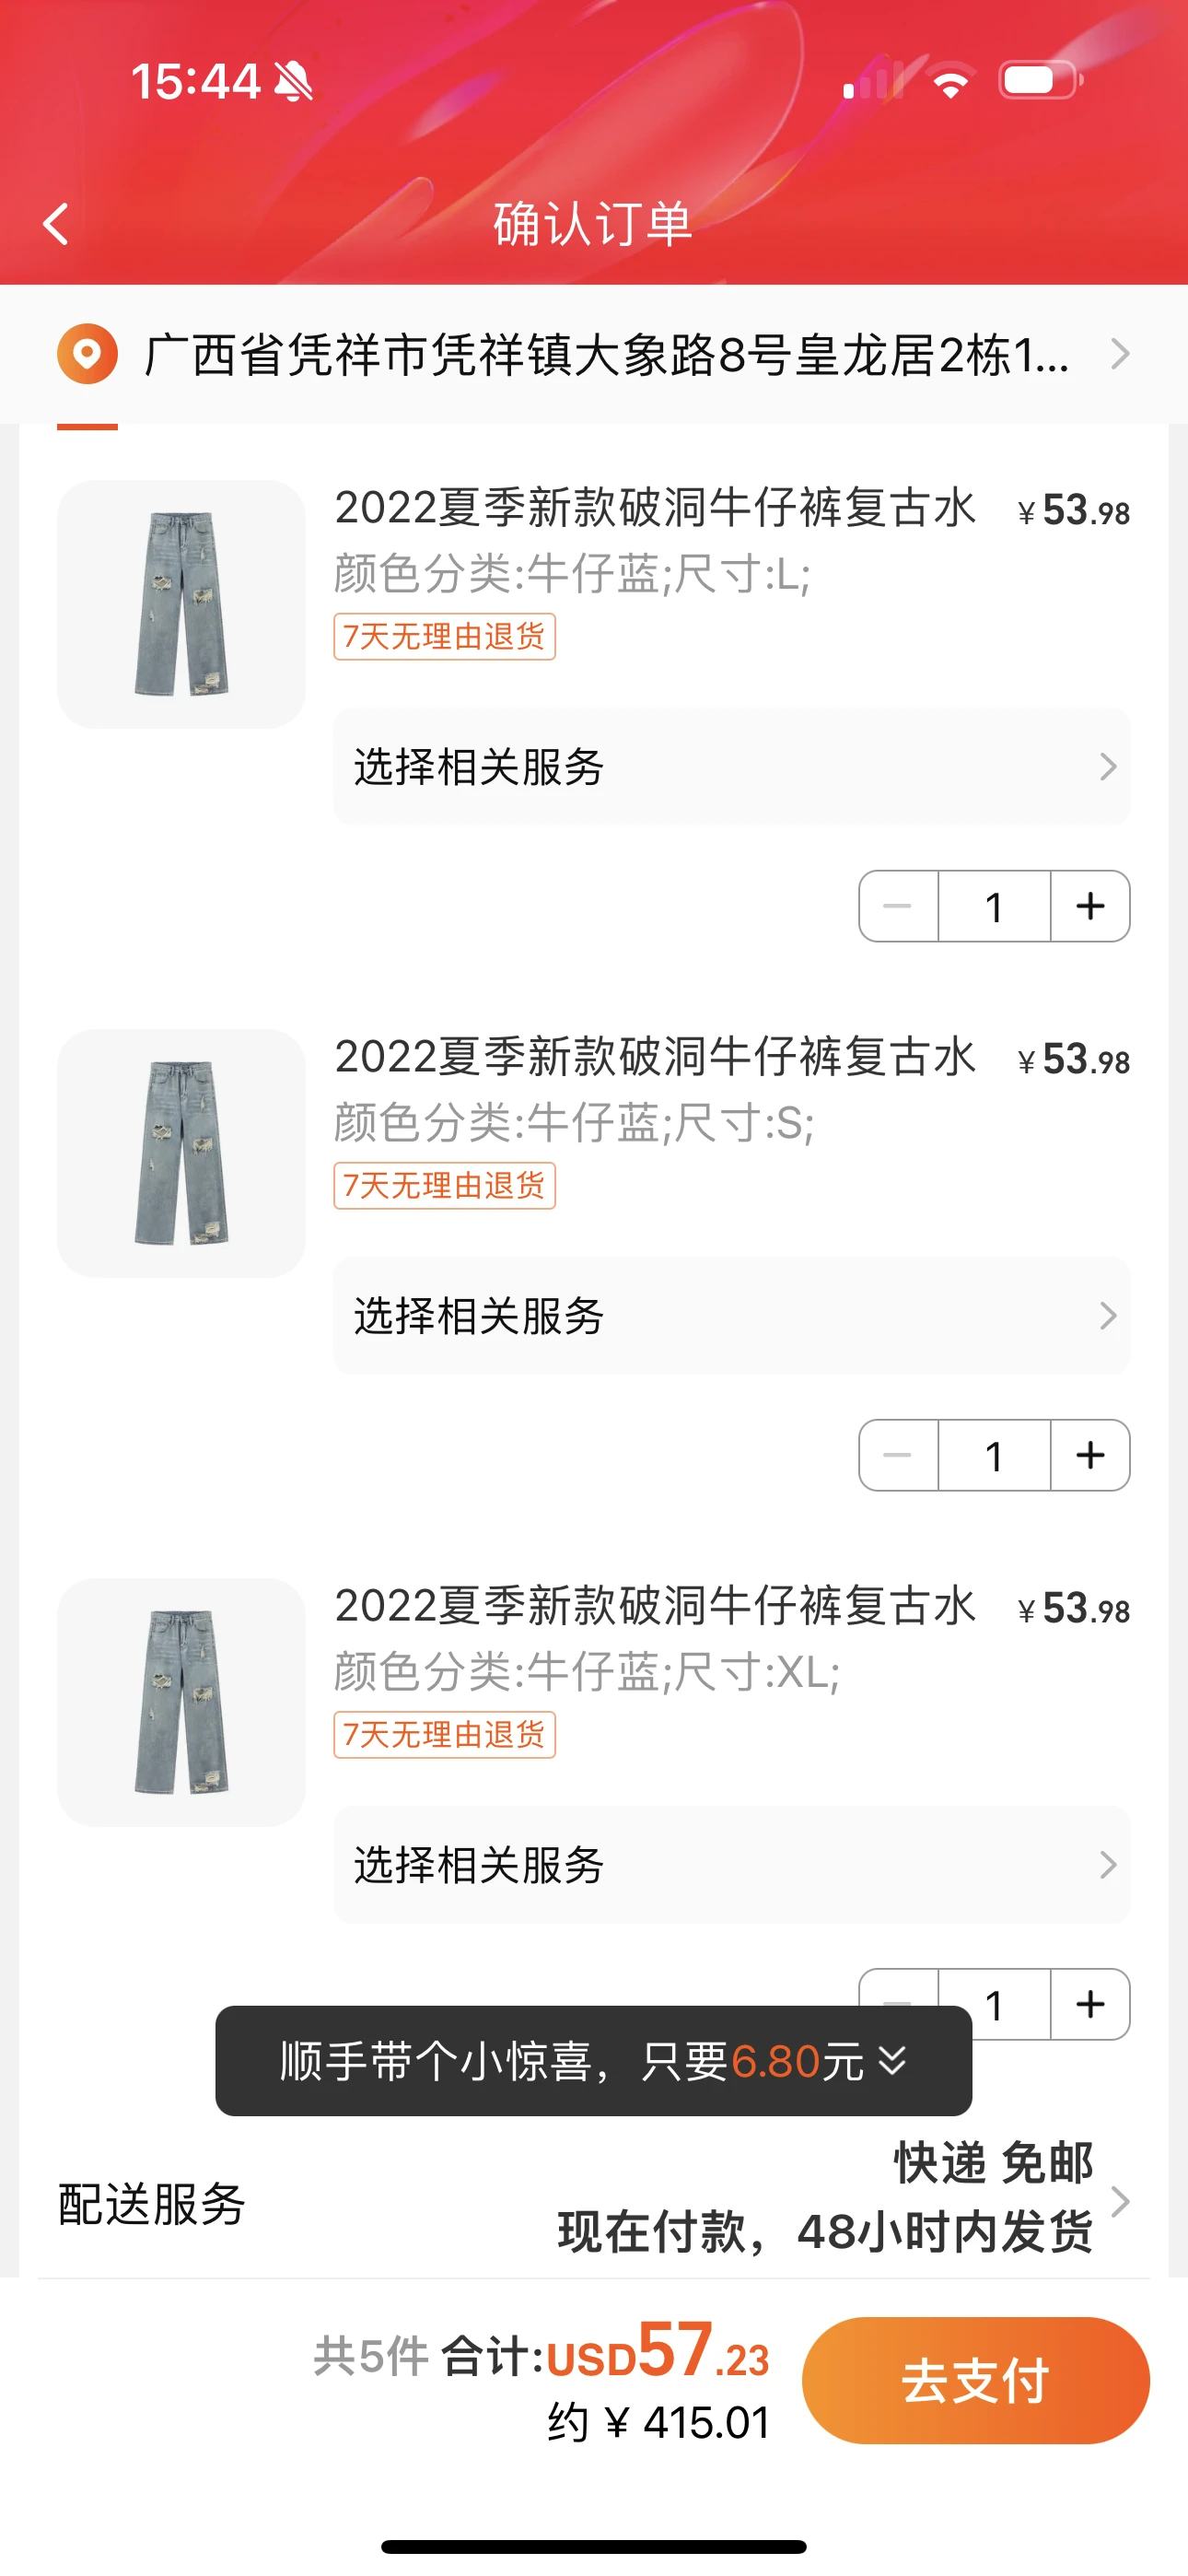 15:44
确认订单
广西省凭祥市凭祥镇大象路8号皇龙居2栋1...
2022夏季新款破洞牛仔裤复古水 ¥53.98
颜色分类:牛仔蓝;尺寸:L;
7天无理由退货
选择相关服务
1
2022夏季新款破洞牛仔裤复古水 ¥53.98
颜色分类:牛仔蓝;尺寸:S;
7天无理由退货
选择相关服务
1
2022夏季新款破洞牛仔裤复古水 ¥53.98
颜色分类:牛仔蓝;尺寸:XL;
7天无理由退货
选择相关服务
1
顺手带个小惊喜，只要6.80元
快递 免邮
配送服务
现在付款，48小时内发货
共5件 合计:USD57.23
约 ¥ 415.01
去支付